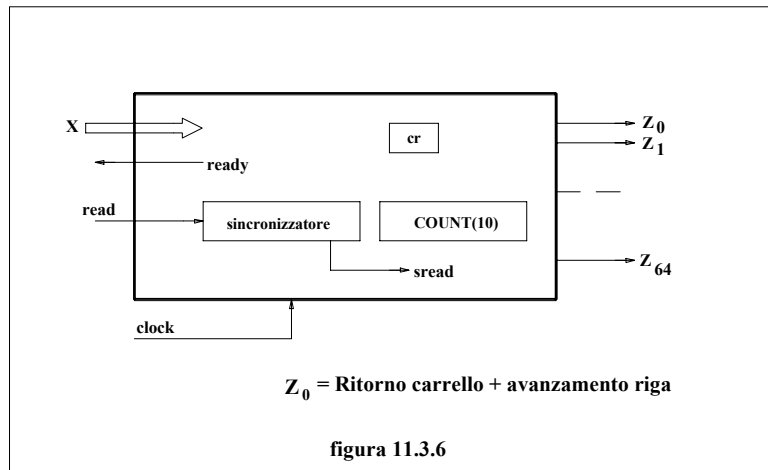 X
cr
Z0
Z1
ready
read
sincronizzatore
COUNT(10)
sread
Z64
clock
Z0 = Ritorno carrello + avanzamento riga
figura 11.3.6